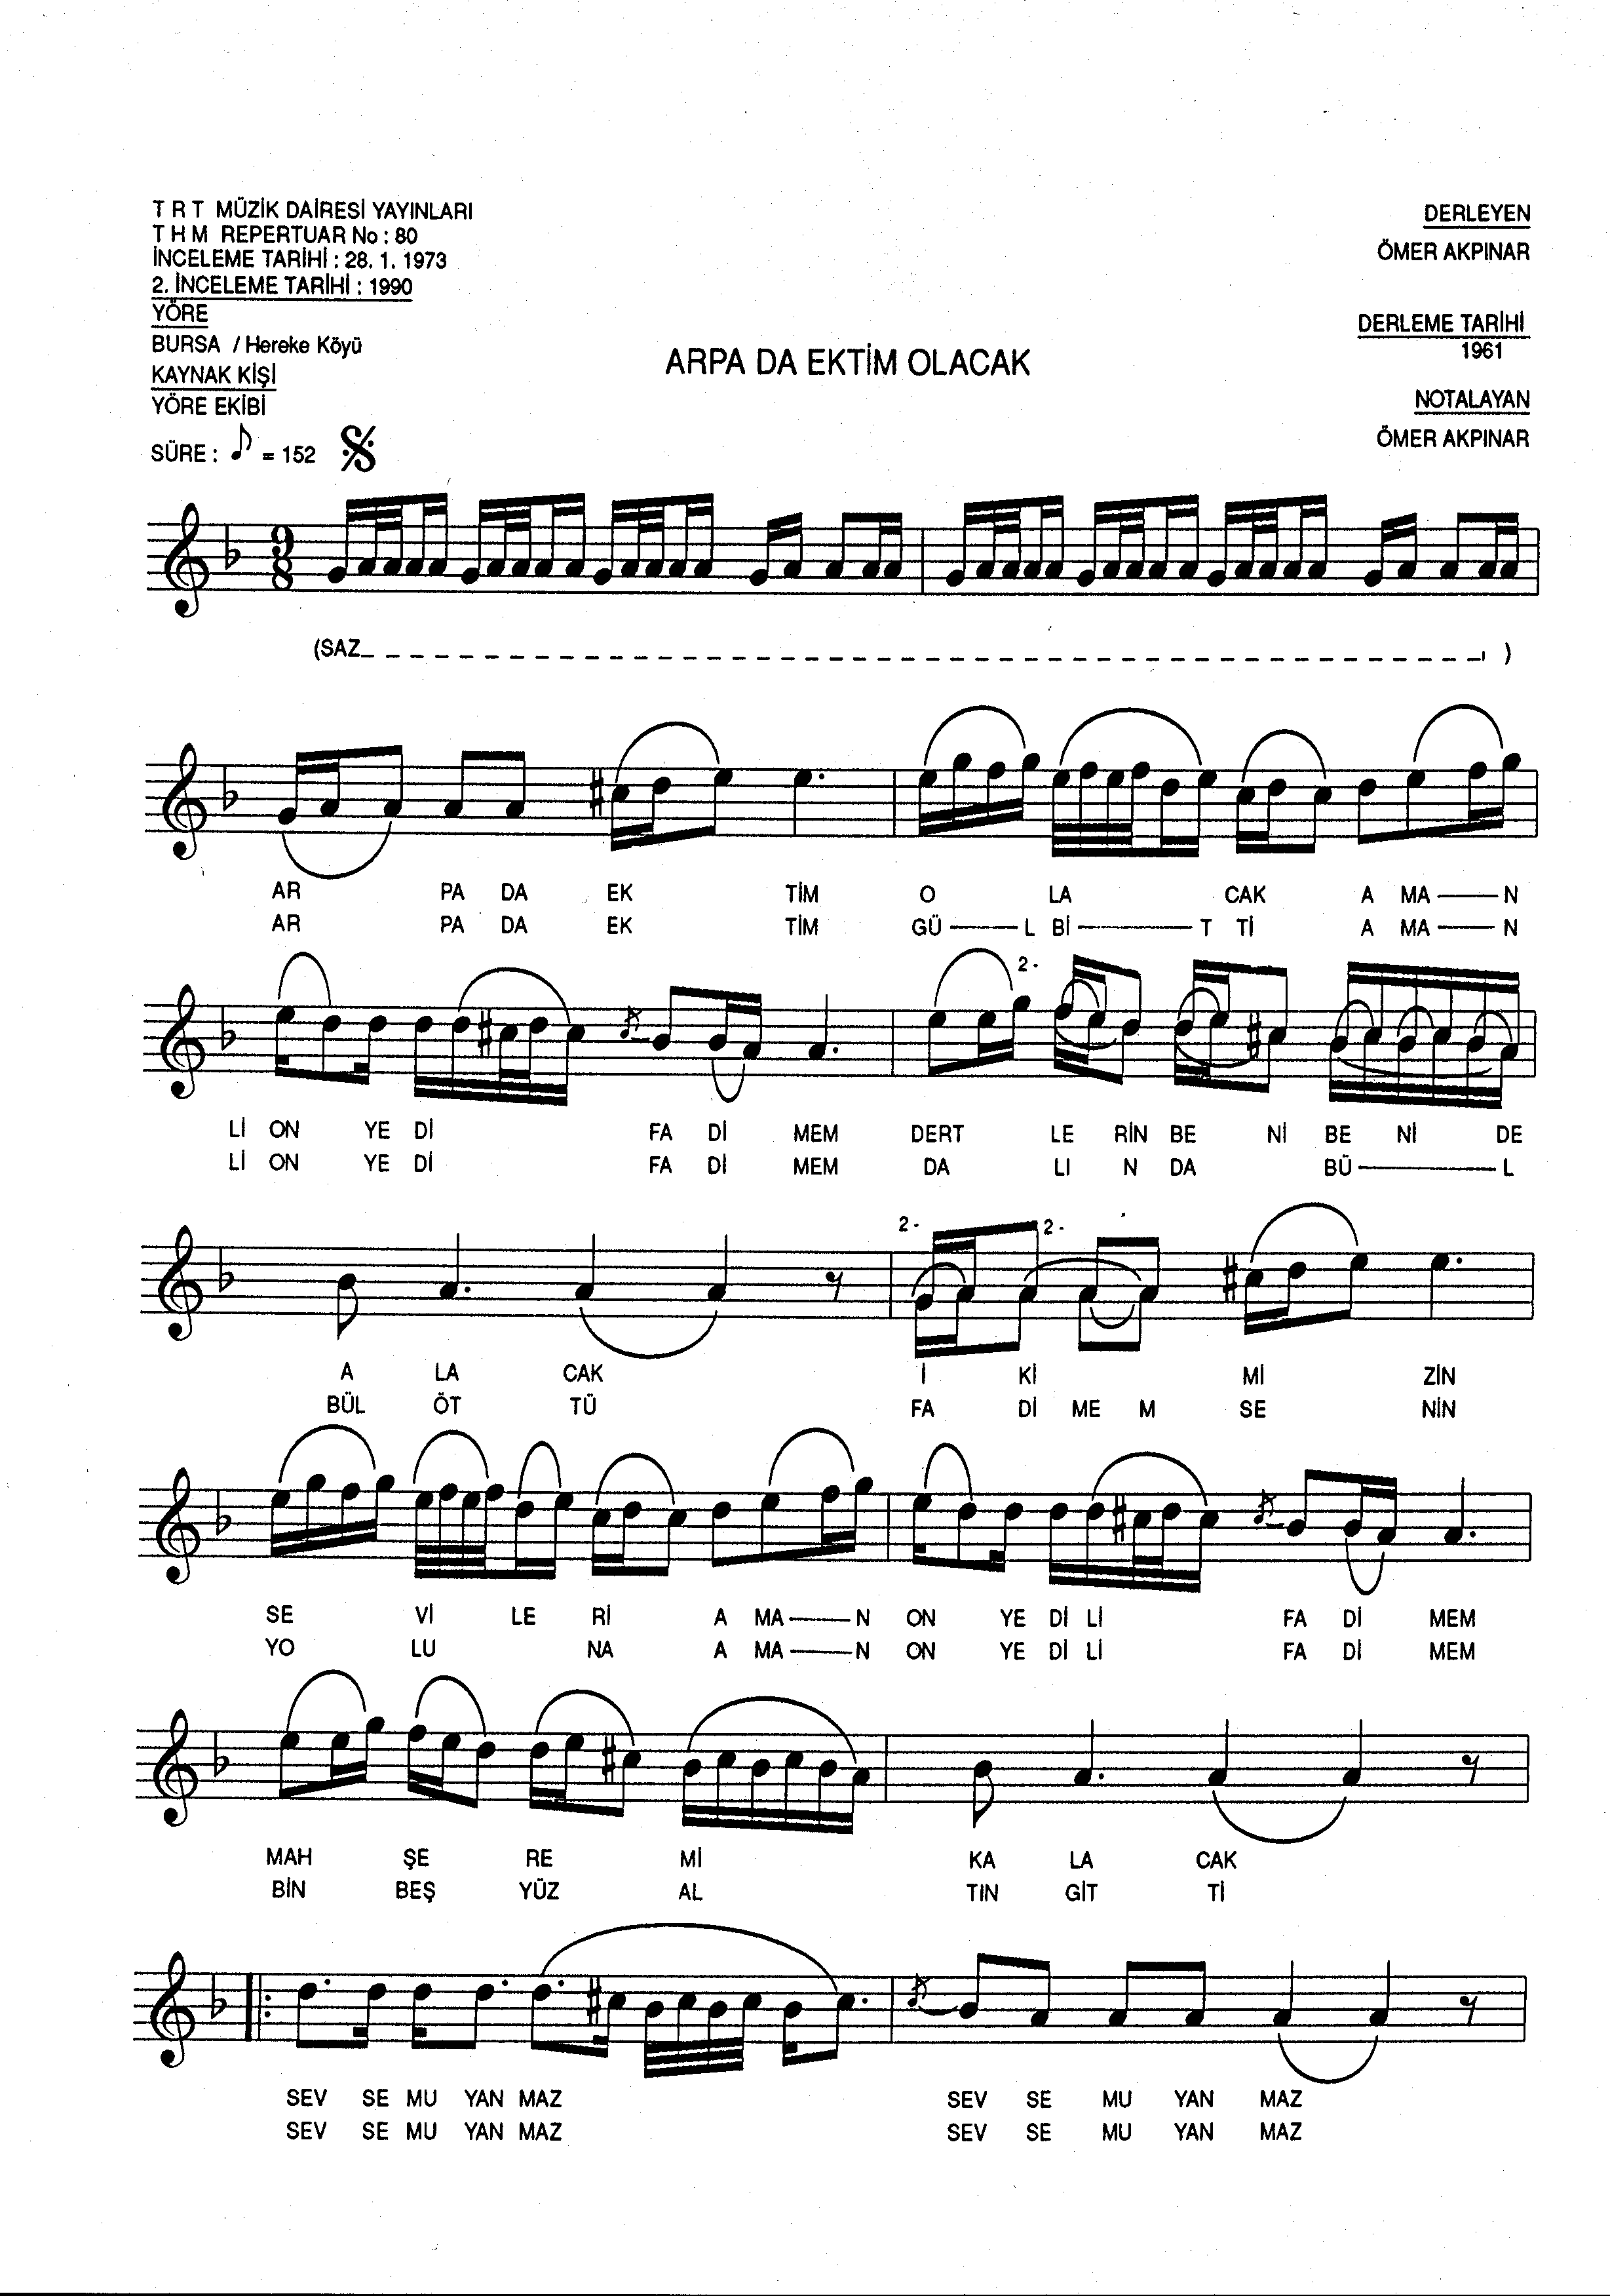 T R T MÜZİK DAİRESİ YAYINLARI
T H M REPERTUAR No : 80
İNCELEME TARİHİ : 28. 1. 1973
2. İNCELEME TARİHİ : 1990
YÖRE
BURSA / Hereke Köyü
KAYNAK KİŞİ
YÖRE EKİBİ
SÜRE : ♪ = 152
ARPA DA EKTİM OLACAK
DERLEYEN
ÖMER AKPINAR
DERLEME TARİHİ
1961
NOTALAYAN
ÖMER AKPINAR
9
8
(SAZ_ _ _ _ _ _ _ _ _ _ _ _ _ _ _ _ _ _ _ _ _ _ _ _ _ _ _ _ _ _ _ _ _ )
AR PA DA EK TİM O LA CAK A MA — N
AR PA DA EK TİM GÜ — L Bİ — T Tİ A MA — N
2 -
Lİ ON YE Dİ FA Dİ MEM DERT LE RİN BE Nİ BE Nİ DE
Lİ ON YE Dİ FA Dİ MEM DA LI N DA BÜ — L
2 - 2 -
A LA CAK İ Kİ Mİ ZİN
BÜL ÖT TÜ FA Dİ ME M SE NİN
SE Vİ LE Rİ A MA — N ON YE Dİ Lİ FA Dİ MEM
YO LU NA A MA — N ON YE Dİ Lİ FA Dİ MEM
MAH ŞE RE Mİ KA LA CAK
BİN BEŞ YÜZ AL TIN GİT Tİ
SEV SE MU YAN MAZ SEV SE MU YAN MAZ
SEV SE MU YAN MAZ SEV SE MU YAN MAZ